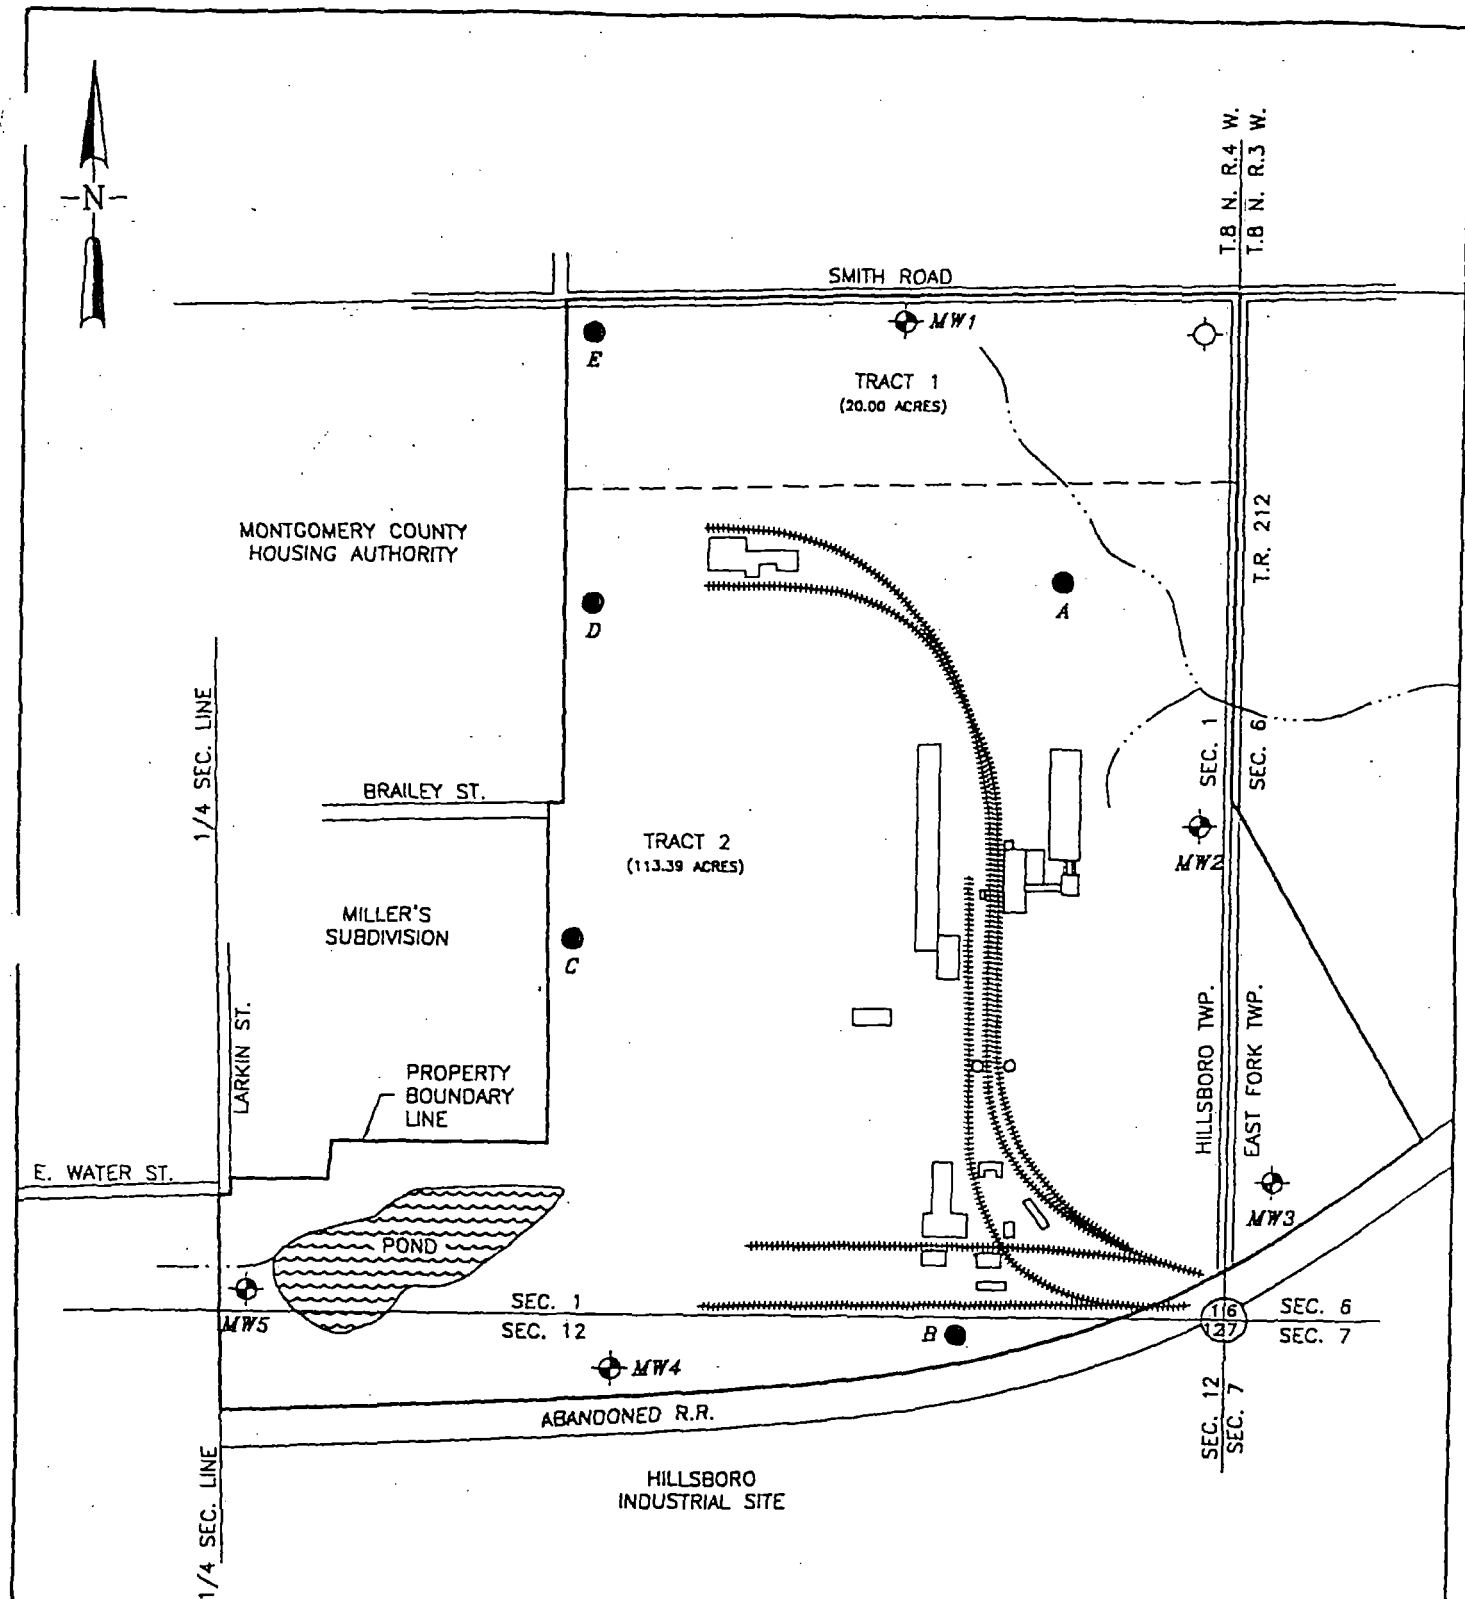 T.8 N. R.4 W.
T.8 N. R.3 W.
N
SMITH ROAD
MW1
E
TRACT 1
(20.00 ACRES)
MONTGOMERY COUNTY
HOUSING AUTHORITY
T.R. 212
A
D
1/4 SEC. LINE
SEC. 1
SEC. 6
BRAILEY ST.
TRACT 2
(113.39 ACRES)
MW2
MILLER'S
SUBDIVISION
C
LARKIN ST.
HILLSBORO TWP.
EAST FORK TWP.
PROPERTY
BOUNDARY
LINE
E. WATER ST.
MW3
POND
MW5
SEC. 1
SEC. 12
B
1 6
12 7
SEC. 6
SEC. 7
MW4
ABANDONED R.R.
SEC. 12
SEC. 7
1/4 SEC. LINE
HILLSBORO
INDUSTRIAL SITE